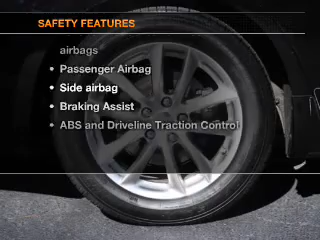 SAFETY FEATURES
airbags
• Passenger Airbag
• Side airbag
• Braking Assist
• ABS and Driveline Traction Control